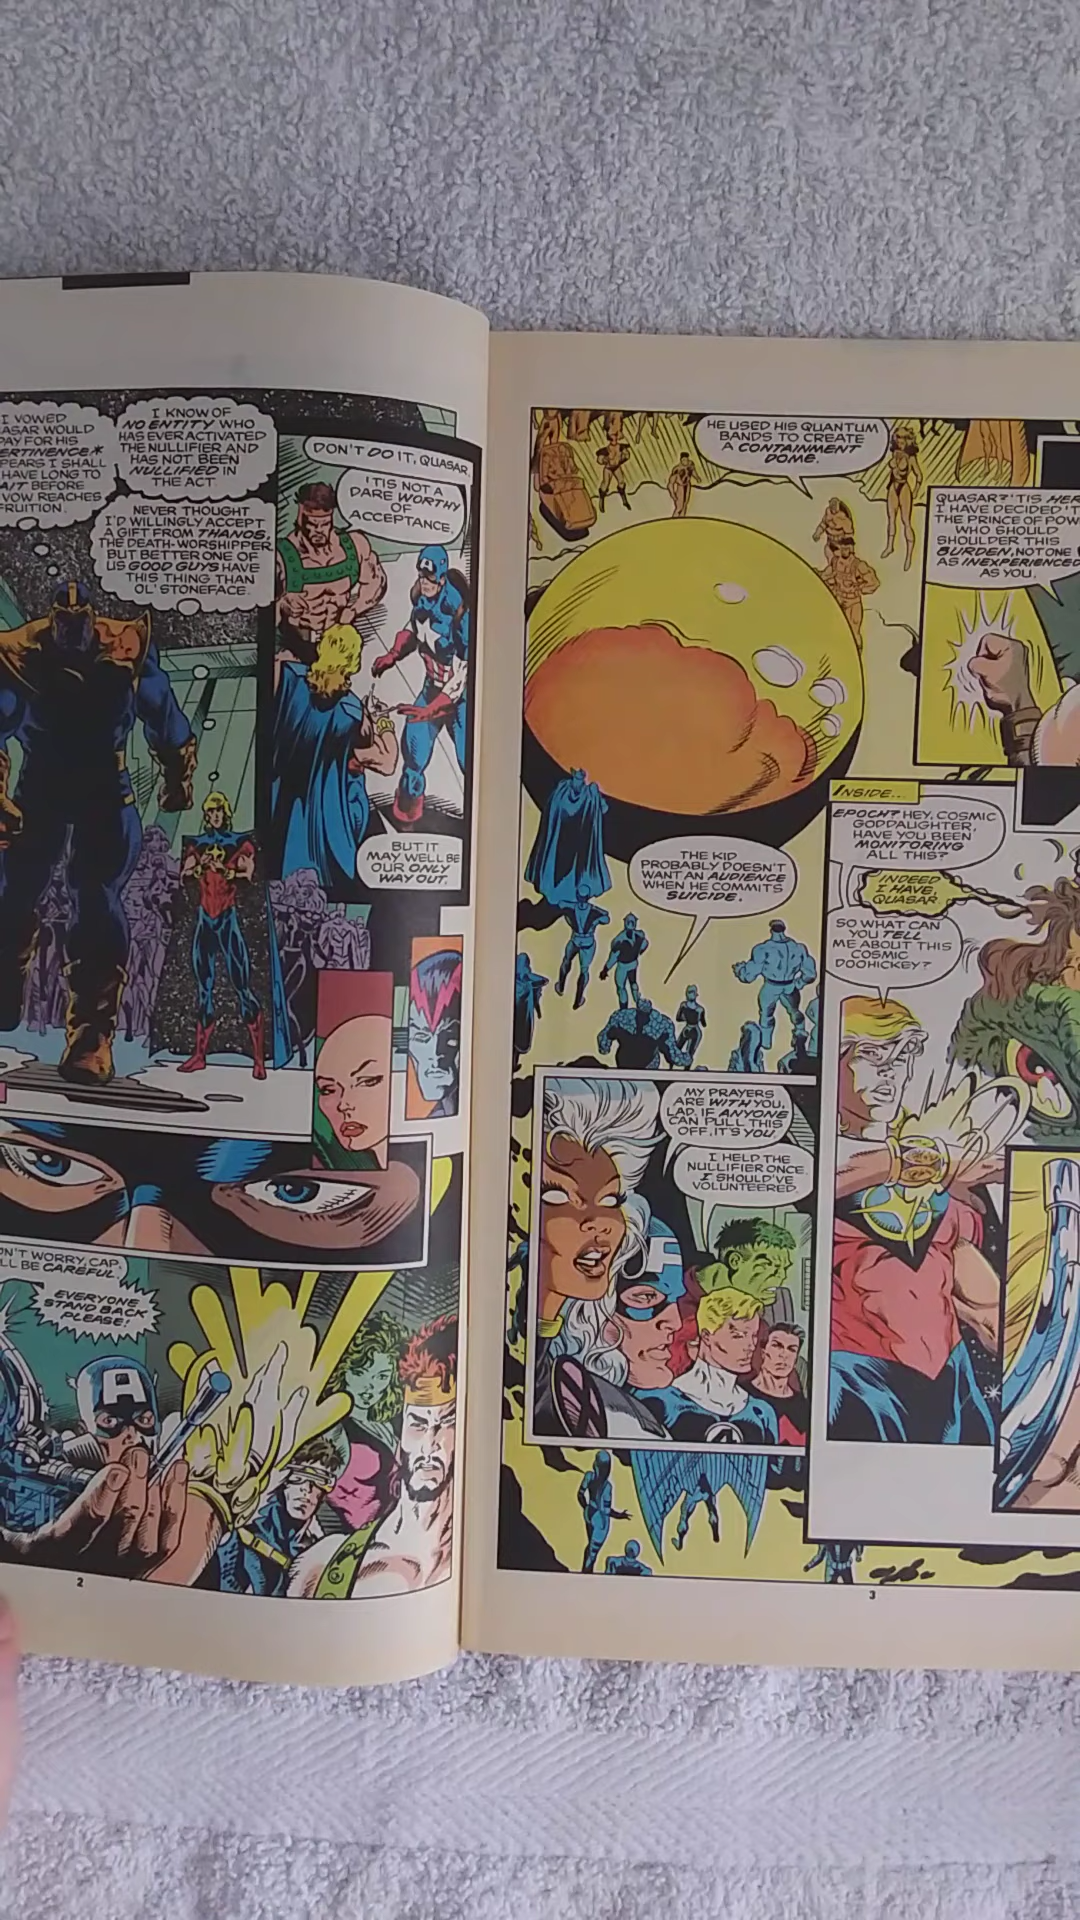 I VOWED
ASAR WOULD
PAY FOR HIS
ERTINENCE*
PEARS I SHALL
HAVE LONG TO
AIT BEFORE
VOW REACHES
FRUITION.
I KNOW OF
NO ENTITY WHO
HAS EVER ACTIVATED
THE NULLIFIER AND
HAS NOT BEEN
NULLIFIED IN
THE ACT.
NEVER THOUGHT
I'D WILLINGLY ACCEPT
A GIFT FROM THANOS,
THE DEATH-WORSHIPPER,
BUT BETTER ONE OF
US GOOD GUYS HAVE
THIS THING THAN
OL' STONEFACE.
DON'T DO IT, QUASAR.
'TIS NOT A
DARE WORTHY
OF
ACCEPTANCE.
BUT IT
MAY WELL BE
OUR ONLY
WAY OUT.
ON'T WORRY, CAP.
LL BE CAREFUL.
EVERYONE
STAND BACK
PLEASE!
A
2
HE USED HIS QUANTUM
BANDS TO CREATE
A CONTAINMENT
DOME.
QUASAR? 'TIS HER
I HAVE DECIDED 'T
THE PRINCE OF POW
WHO SHOULD
SHOULDER THIS
BURDEN, NOT ONE
AS INEXPERIENCED
AS YOU.
THE KID
PROBABLY DOESN'T
WANT AN AUDIENCE
WHEN HE COMMITS
SUICIDE.
INSIDE...
EPOCH? HEY, COSMIC
GODDAUGHTER,
HAVE YOU BEEN
MONITORING
ALL THIS?
INDEED
I HAVE,
QUASAR.
SO WHAT CAN
YOU TELL
ME ABOUT THIS
COSMIC
DOOHICKEY?
MY PRAYERS
ARE WITH YOU,
LAD. IF ANYONE
CAN PULL THIS
OFF, IT'S YOU!
I HELD THE
NULLIFIER ONCE.
I SHOULD'VE
VOLUNTEERED.
3